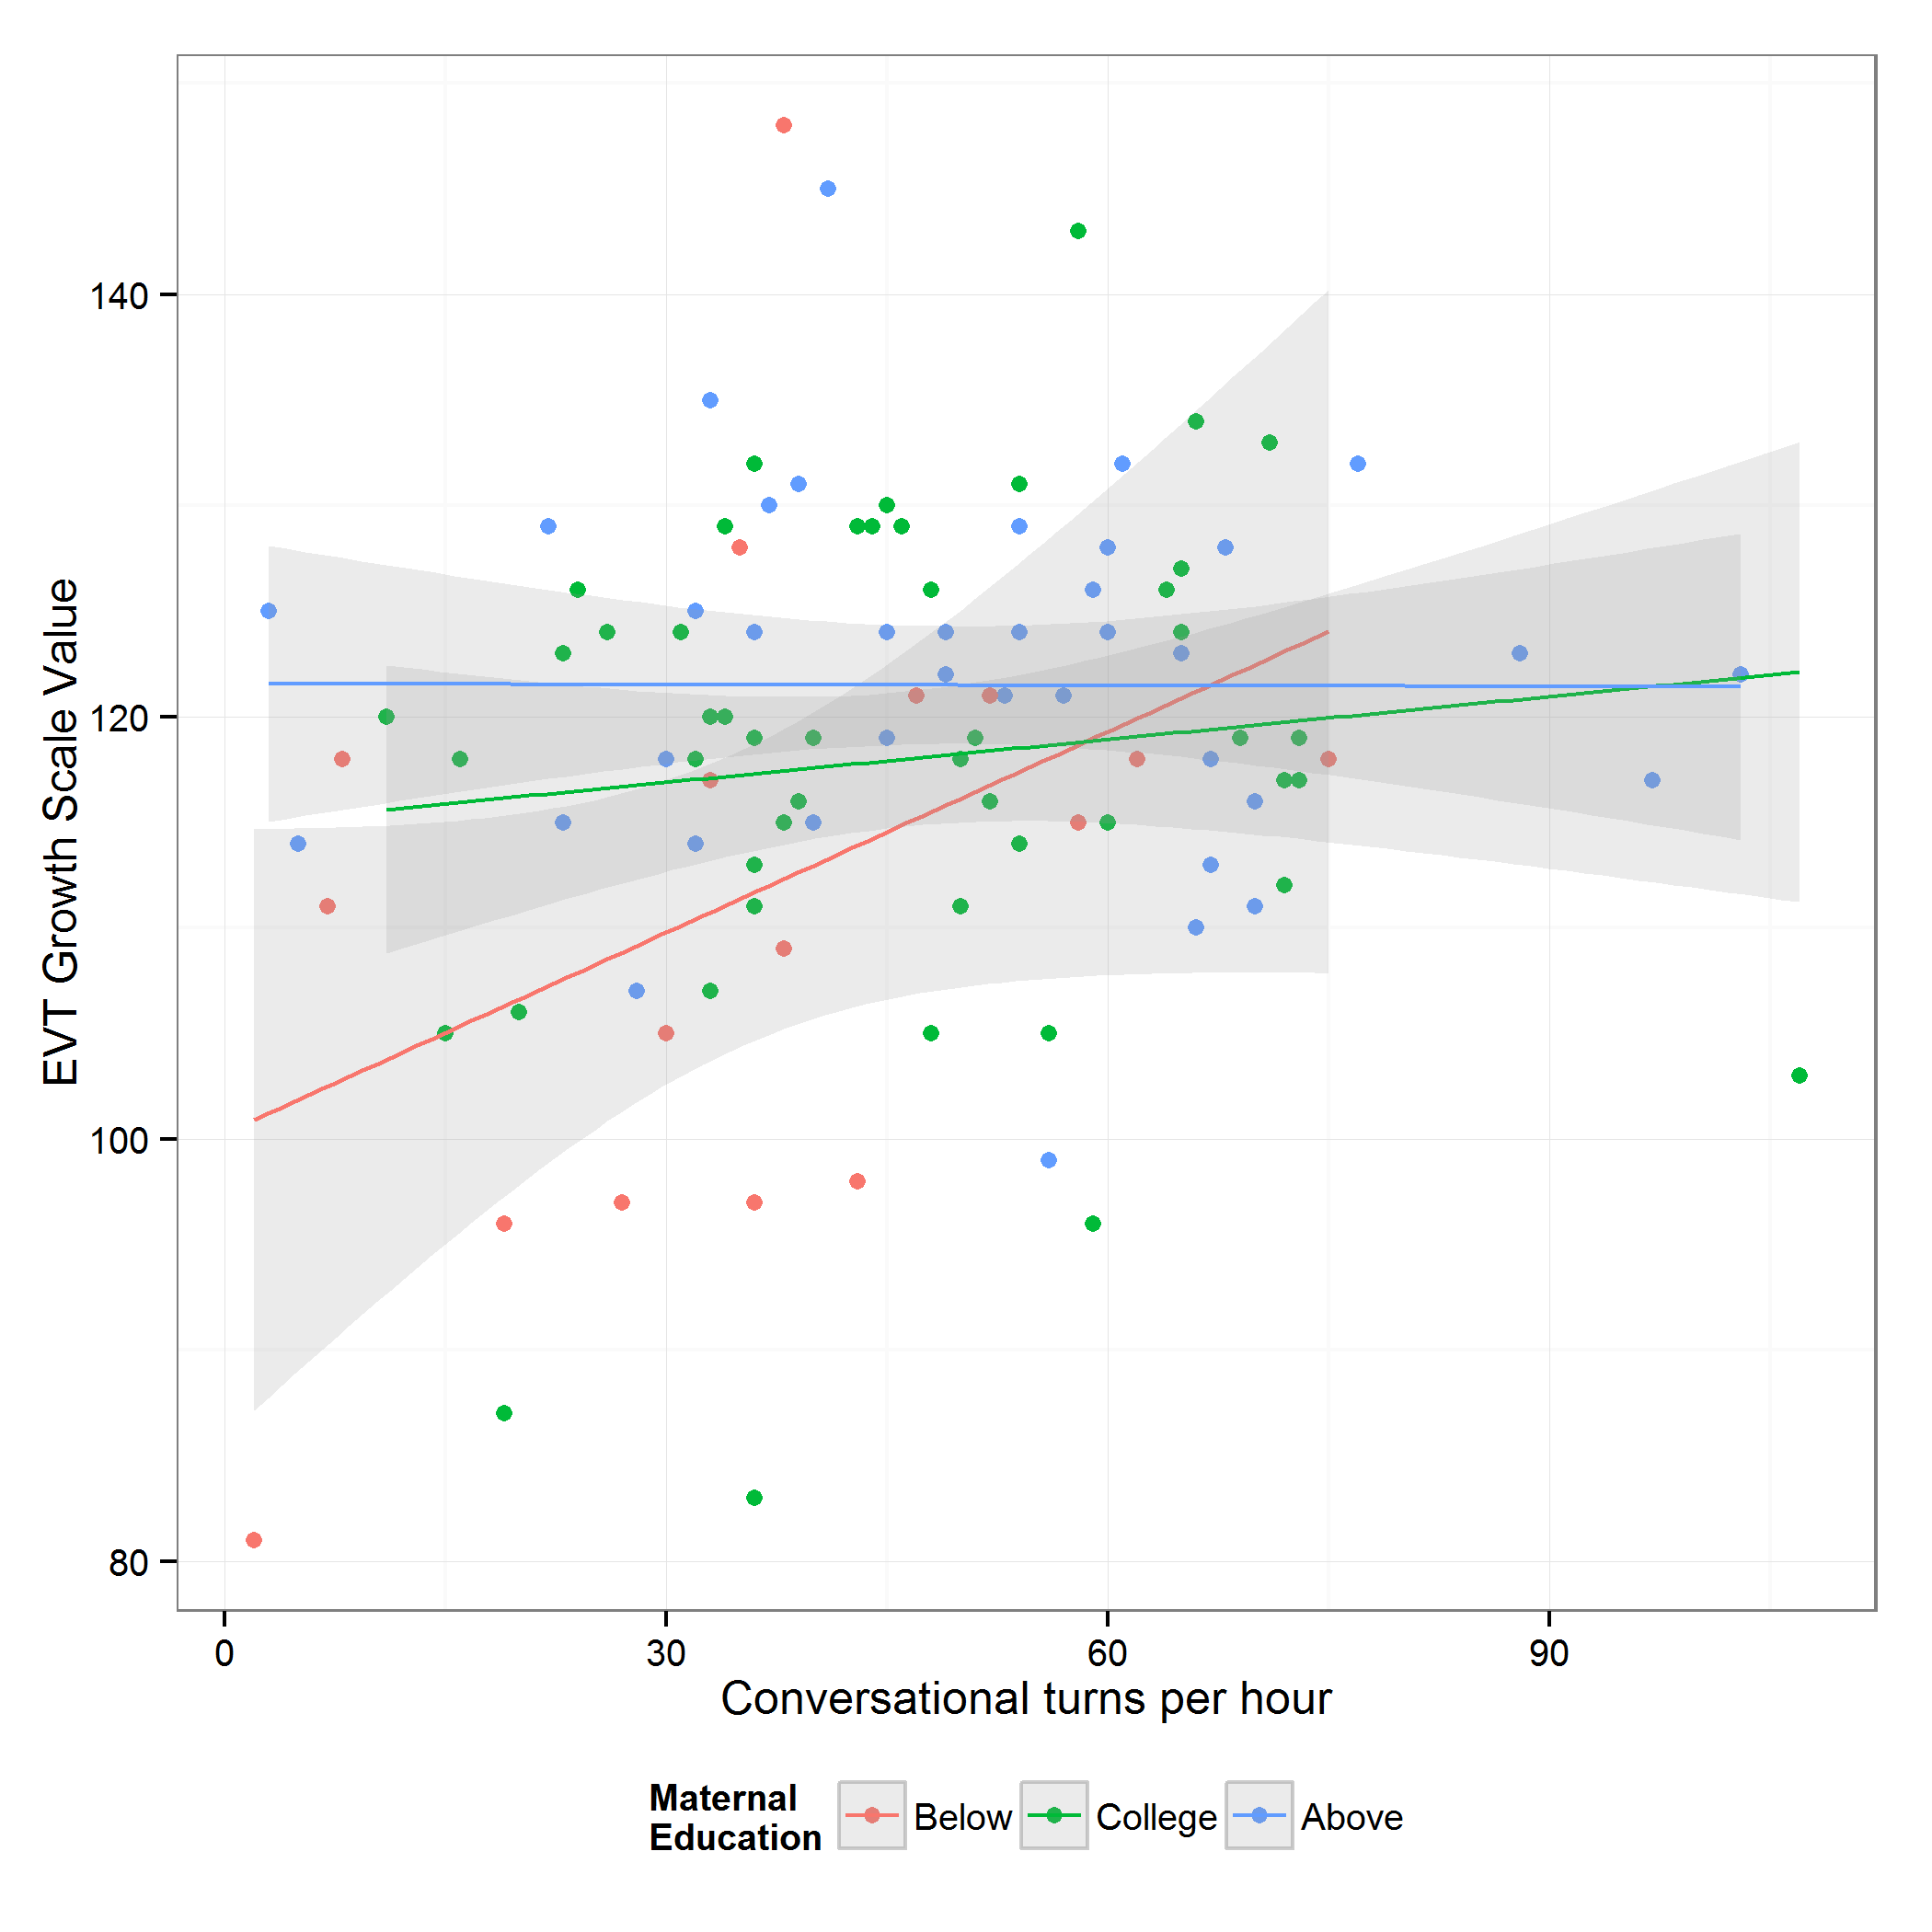 140
120
100
80
EVT Growth Scale Value
0 30 60 90
Conversational turns per hour
Maternal
Education
Below College Above